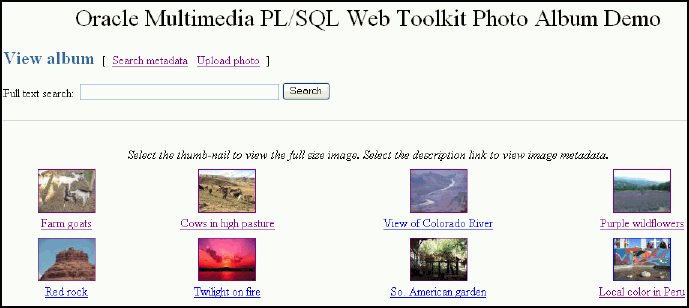 Oracle Multimedia PL/SQL Web Toolkit Photo Album Demo
View album [ Search metadata Upload photo ]
Full text search: Search
Select the thumb-nail to view the full size image. Select the description link to view image metadata.
Farm goats Cows in high pasture View of Colorado River Purple wildflowers
Red rock Twilight on fire So. American garden Local color in Peru